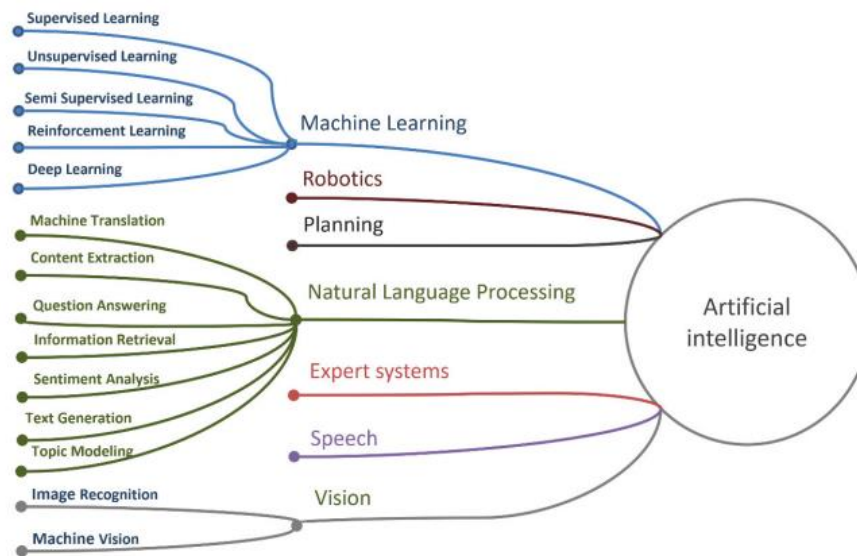 Supervised Learning
Unsupervised Learning
Semi Supervised Learning
Reinforcement Learning
Deep Learning
Machine Learning
Robotics
Planning
Machine Translation
Content Extraction
Question Answering
Information Retrieval
Sentiment Analysis
Text Generation
Topic Modeling
Natural Language Processing
Expert systems
Speech
Image Recognition
Machine Vision
Vision
Artificial
intelligence